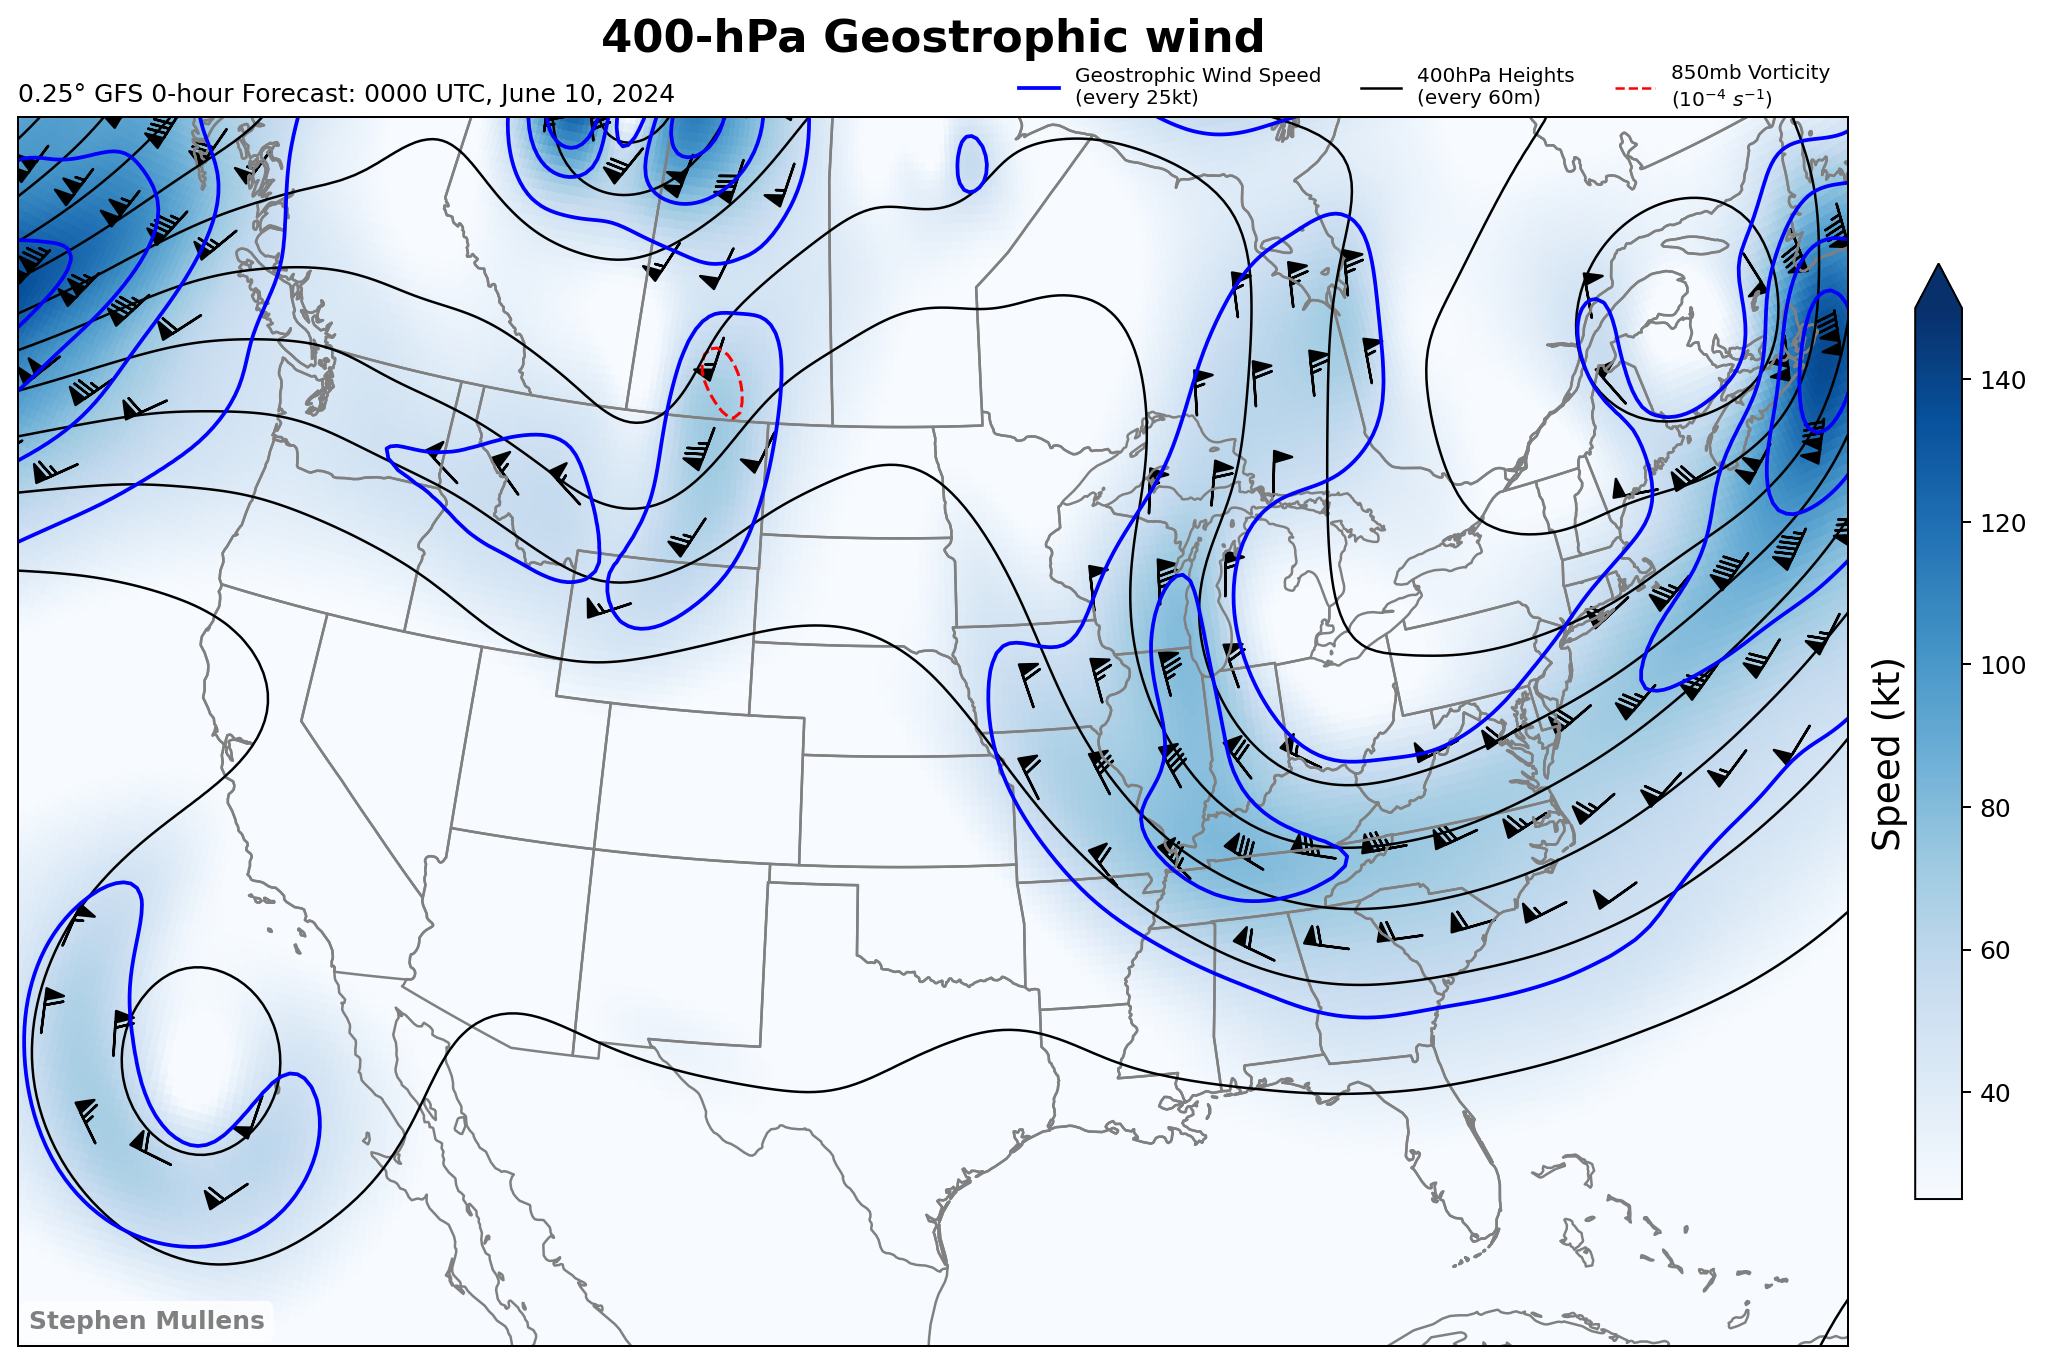 400-hPa Geostrophic wind
0.25° GFS 0-hour Forecast: 0000 UTC, June 10, 2024
Geostrophic Wind Speed
(every 25kt)
400hPa Heights
(every 60m)
850mb Vorticity
(10⁻⁴ s⁻¹)
140
120
100
80
60
40
Speed (kt)
Stephen Mullens